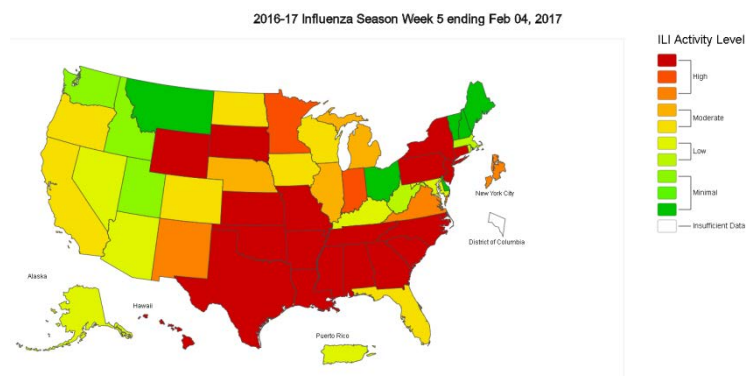 2016-17 Influenza Season Week 5 ending Feb 04, 2017
ILI Activity Level
High
Moderate
Low
Minimal
Insufficient Data
New York City
District of Columbia
Alaska
Hawaii
Puerto Rico